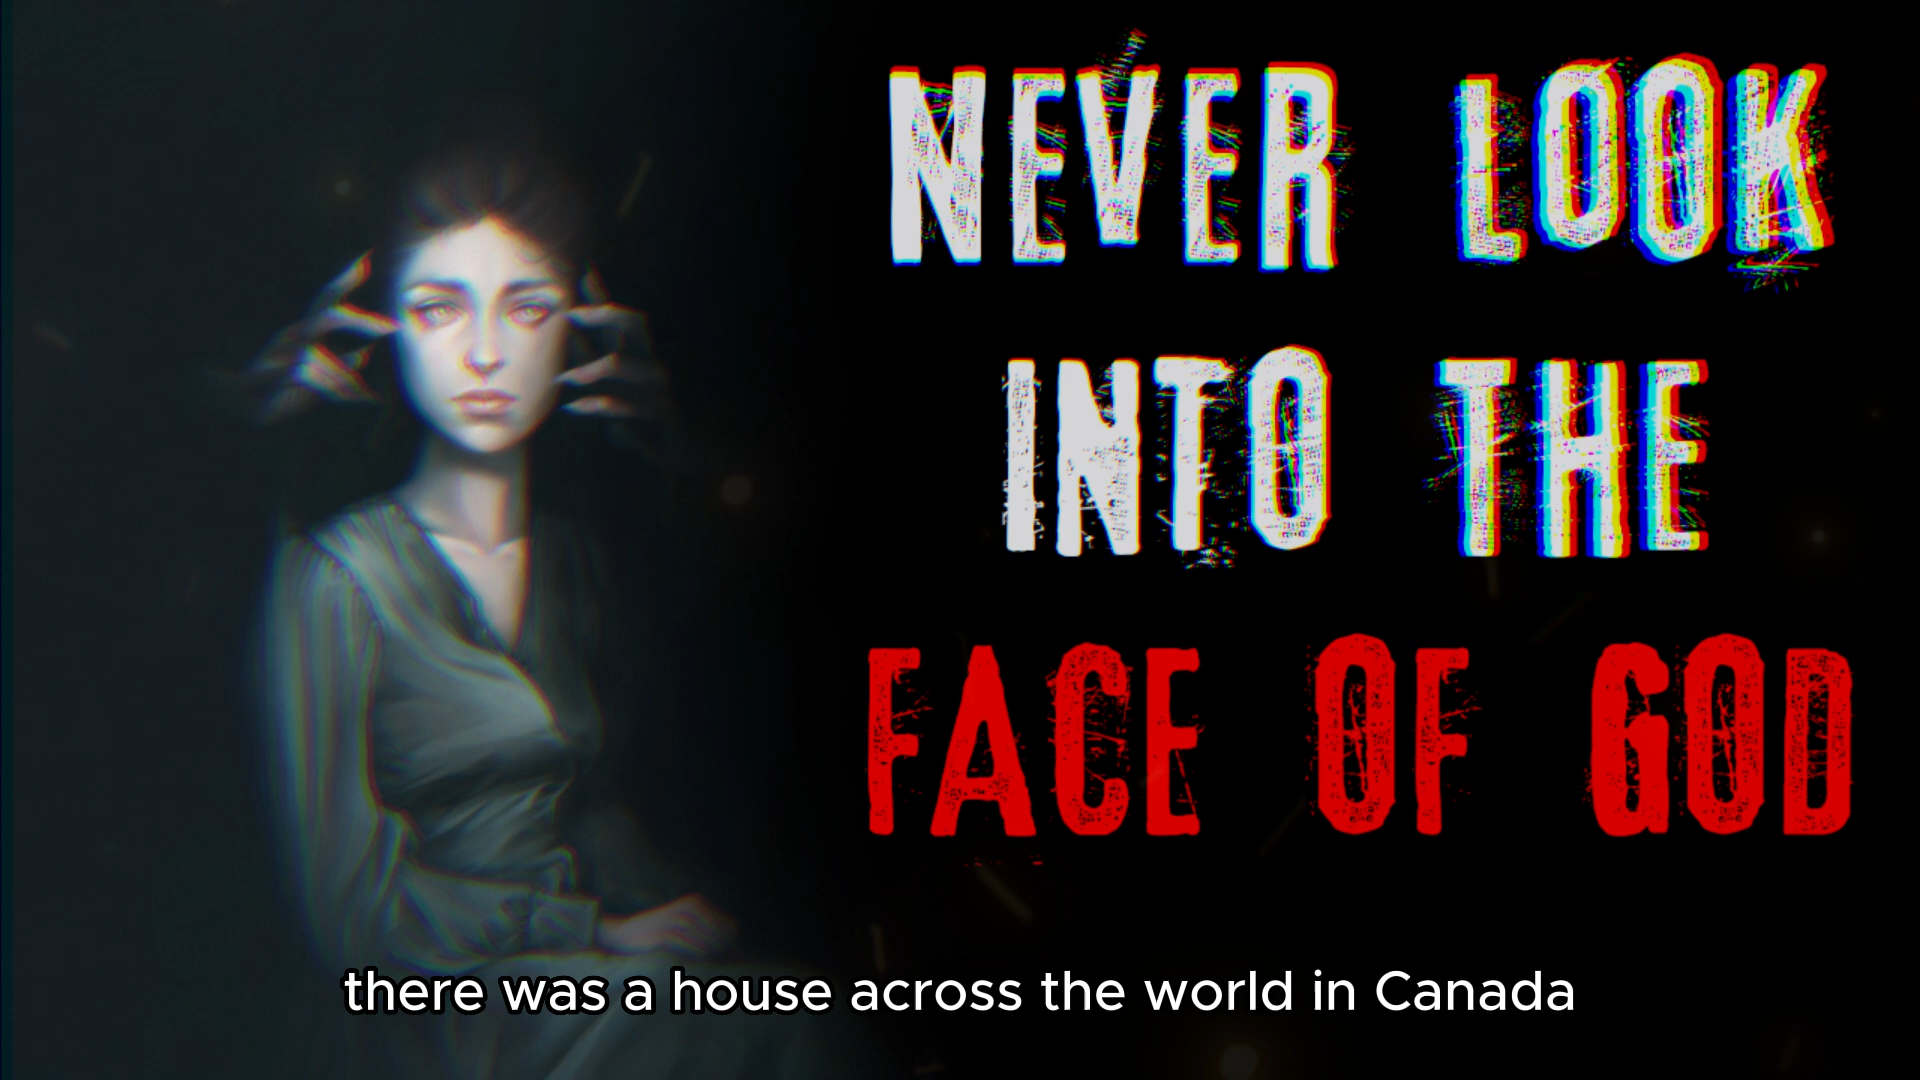 NEVER LOOK
INTO THE
FACE OF GOD
there was a house across the world in Canada